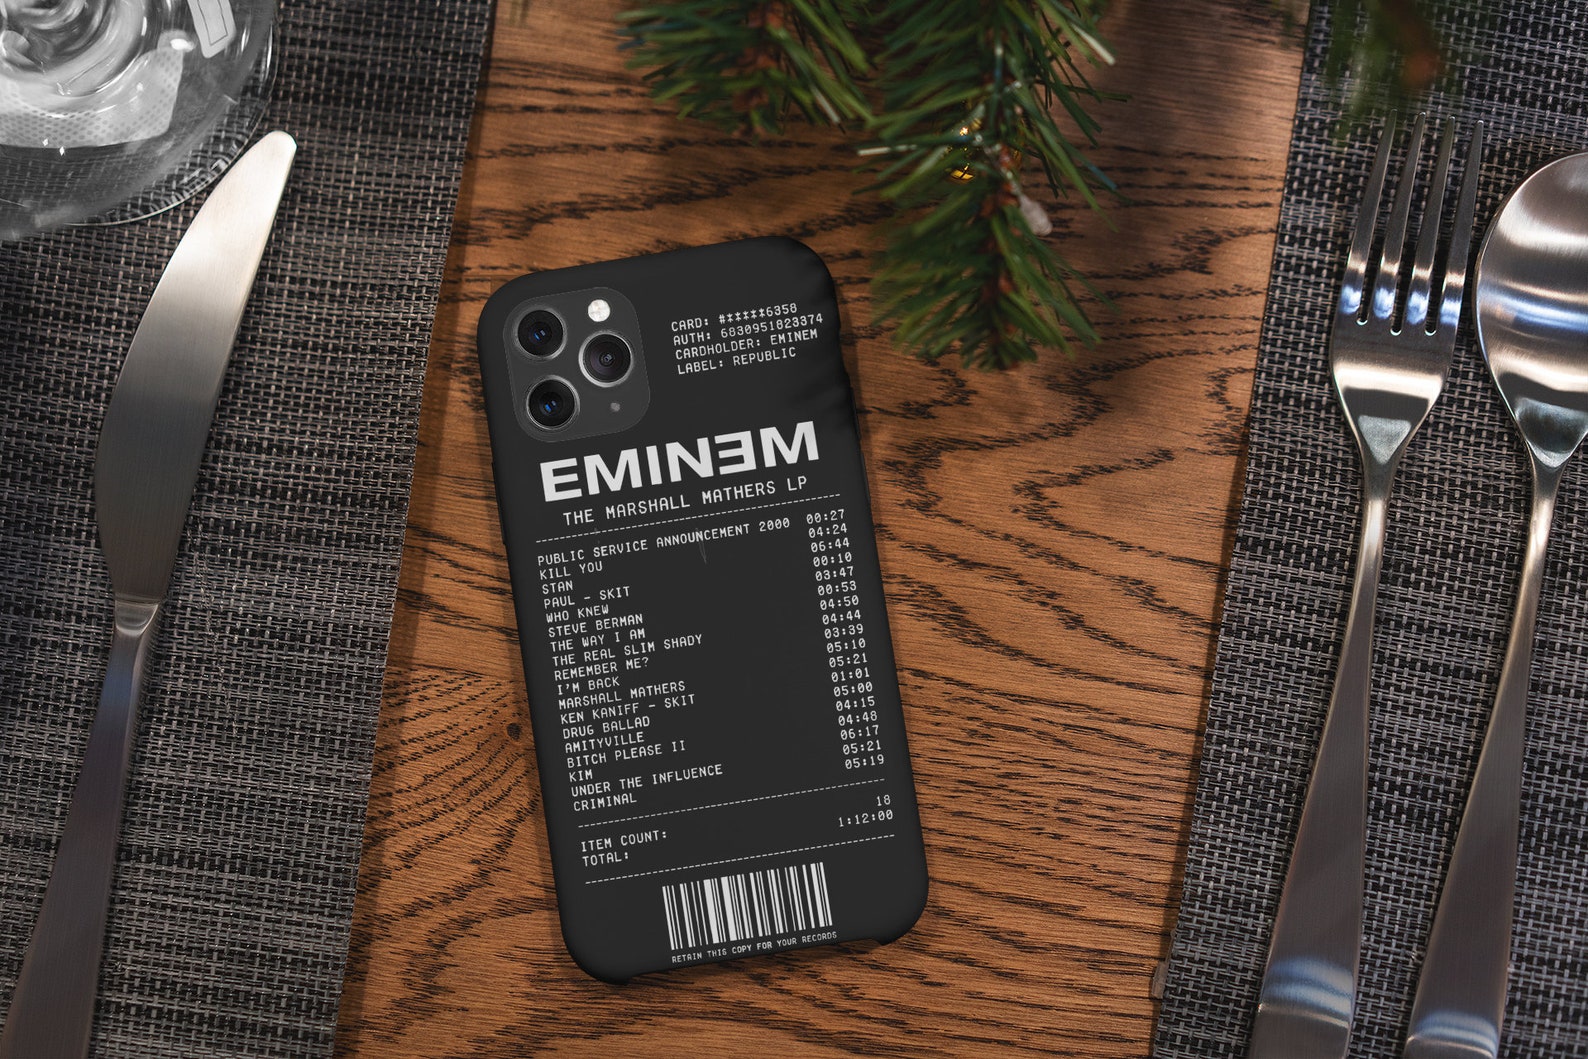 CARD: #*****6358
AUTH: 6830951823374
CARDHOLDER: EMINEM
LABEL: REPUBLIC
EMINƎM
THE MARSHALL MATHERS LP
PUBLIC SERVICE ANNOUNCEMENT 2000 00:27
KILL YOU 04:24
STAN 06:44
PAUL - SKIT 00:10
WHO KNEW 03:47
STEVE BERMAN 00:53
THE WAY I AM 04:50
THE REAL SLIM SHADY 04:44
REMEMBER ME? 03:39
I'M BACK 05:10
MARSHALL MATHERS 05:21
KEN KANIFF - SKIT 01:01
DRUG BALLAD 05:00
AMITYVILLE 04:15
BITCH PLEASE II 04:48
KIM 06:17
UNDER THE INFLUENCE 05:21
CRIMINAL 05:19
ITEM COUNT: 18
TOTAL: 1:12:00
RETAIN THIS COPY FOR YOUR RECORDS